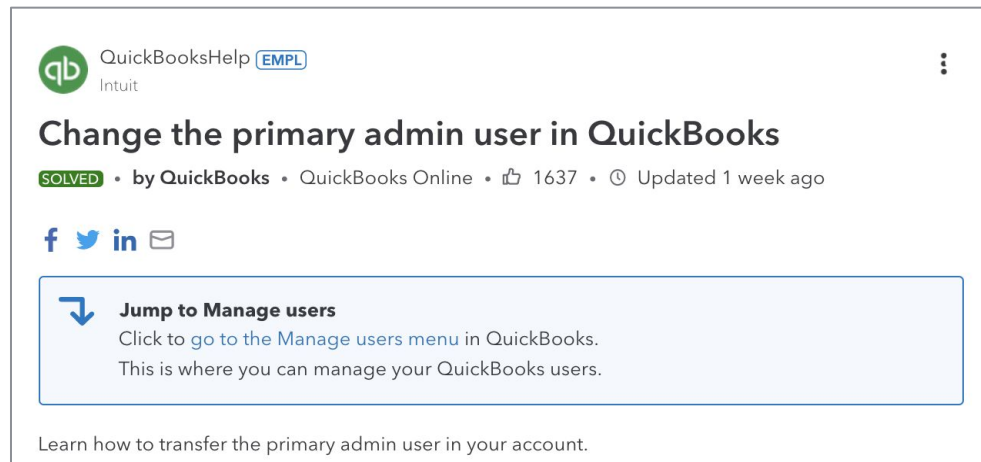 qb
QuickBooksHelp EMPL
Intuit
Change the primary admin user in QuickBooks
SOLVED • by QuickBooks • QuickBooks Online • 1637 • Updated 1 week ago
f in
Jump to Manage users
Click to go to the Manage users menu in QuickBooks.
This is where you can manage your QuickBooks users.
Learn how to transfer the primary admin user in your account.